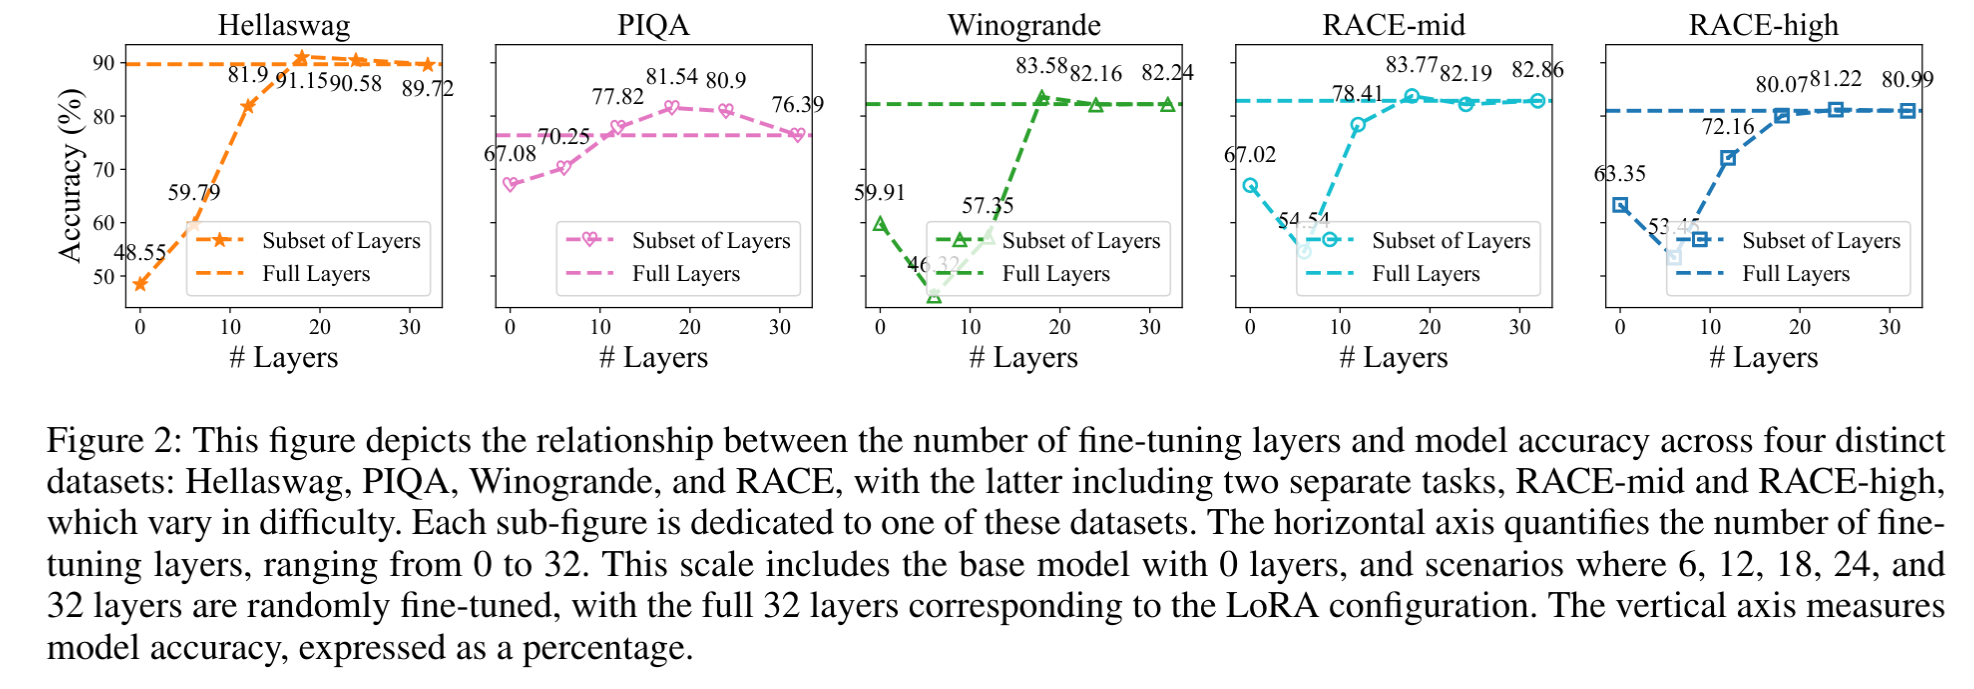 Hellaswag
PIQA
Winogrande
RACE-mid
RACE-high
Accuracy (%)
90
80
70
60
50
48.55
59.79
81.9
91.15
90.58
89.72
Subset of Layers
Full Layers
0 10 20 30
# Layers
67.08
70.25
77.82
81.54
80.9
76.39
Subset of Layers
Full Layers
0 10 20 30
# Layers
59.91
46.32
57.35
83.58
82.16
82.24
Subset of Layers
Full Layers
0 10 20 30
# Layers
67.02
54.54
78.41
83.77
82.19
82.86
Subset of Layers
Full Layers
0 10 20 30
# Layers
63.35
53.45
72.16
80.07
81.22
80.99
Subset of Layers
Full Layers
0 10 20 30
# Layers
Figure 2: This figure depicts the relationship between the number of fine-tuning layers and model accuracy across four distinct
datasets: Hellaswag, PIQA, Winogrande, and RACE, with the latter including two separate tasks, RACE-mid and RACE-high,
which vary in difficulty. Each sub-figure is dedicated to one of these datasets. The horizontal axis quantifies the number of fine-
tuning layers, ranging from 0 to 32. This scale includes the base model with 0 layers, and scenarios where 6, 12, 18, 24, and
32 layers are randomly fine-tuned, with the full 32 layers corresponding to the LoRA configuration. The vertical axis measures
model accuracy, expressed as a percentage.